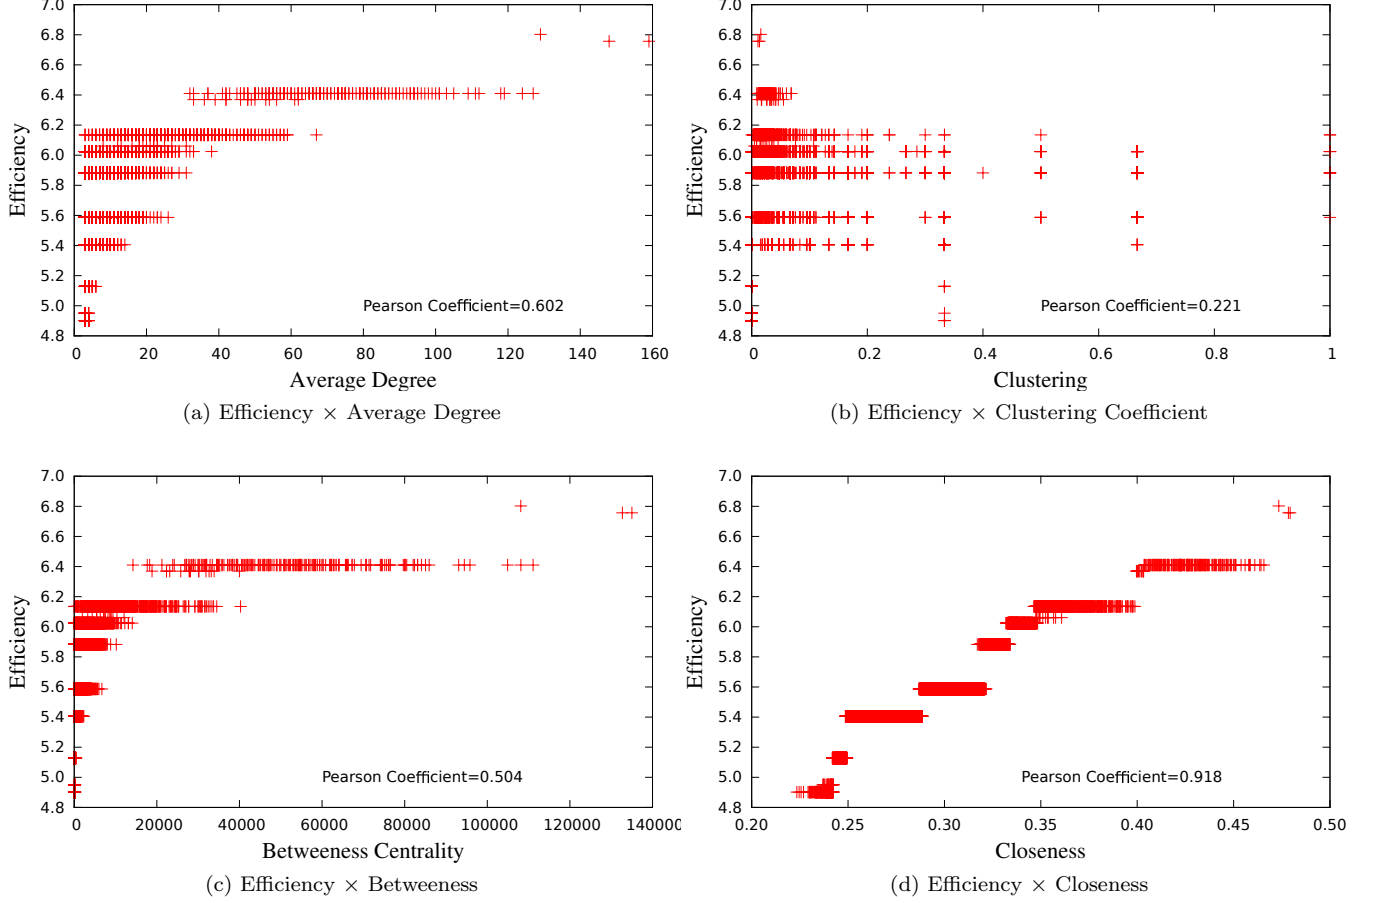 7.0
6.8
6.6
6.4
6.2
6.0
5.8
5.6
5.4
5.2
5.0
4.8
Efficiency
Pearson Coefficient=0.602
0 20 40 60 80 100 120 140 160
Average Degree
(a) Efficiency × Average Degree
7.0
6.8
6.6
6.4
6.2
6.0
5.8
5.6
5.4
5.2
5.0
4.8
Efficiency
Pearson Coefficient=0.221
0 0.2 0.4 0.6 0.8 1
Clustering
(b) Efficiency × Clustering Coefficient
7.0
6.8
6.6
6.4
6.2
6.0
5.8
5.6
5.4
5.2
5.0
4.8
Efficiency
Pearson Coefficient=0.504
0 20000 40000 60000 80000 100000 120000 140000
Betweeness Centrality
(c) Efficiency × Betweeness
7.0
6.8
6.6
6.4
6.2
6.0
5.8
5.6
5.4
5.2
5.0
4.8
Efficiency
Pearson Coefficient=0.918
0.20 0.25 0.30 0.35 0.40 0.45 0.50
Closeness
(d) Efficiency × Closeness